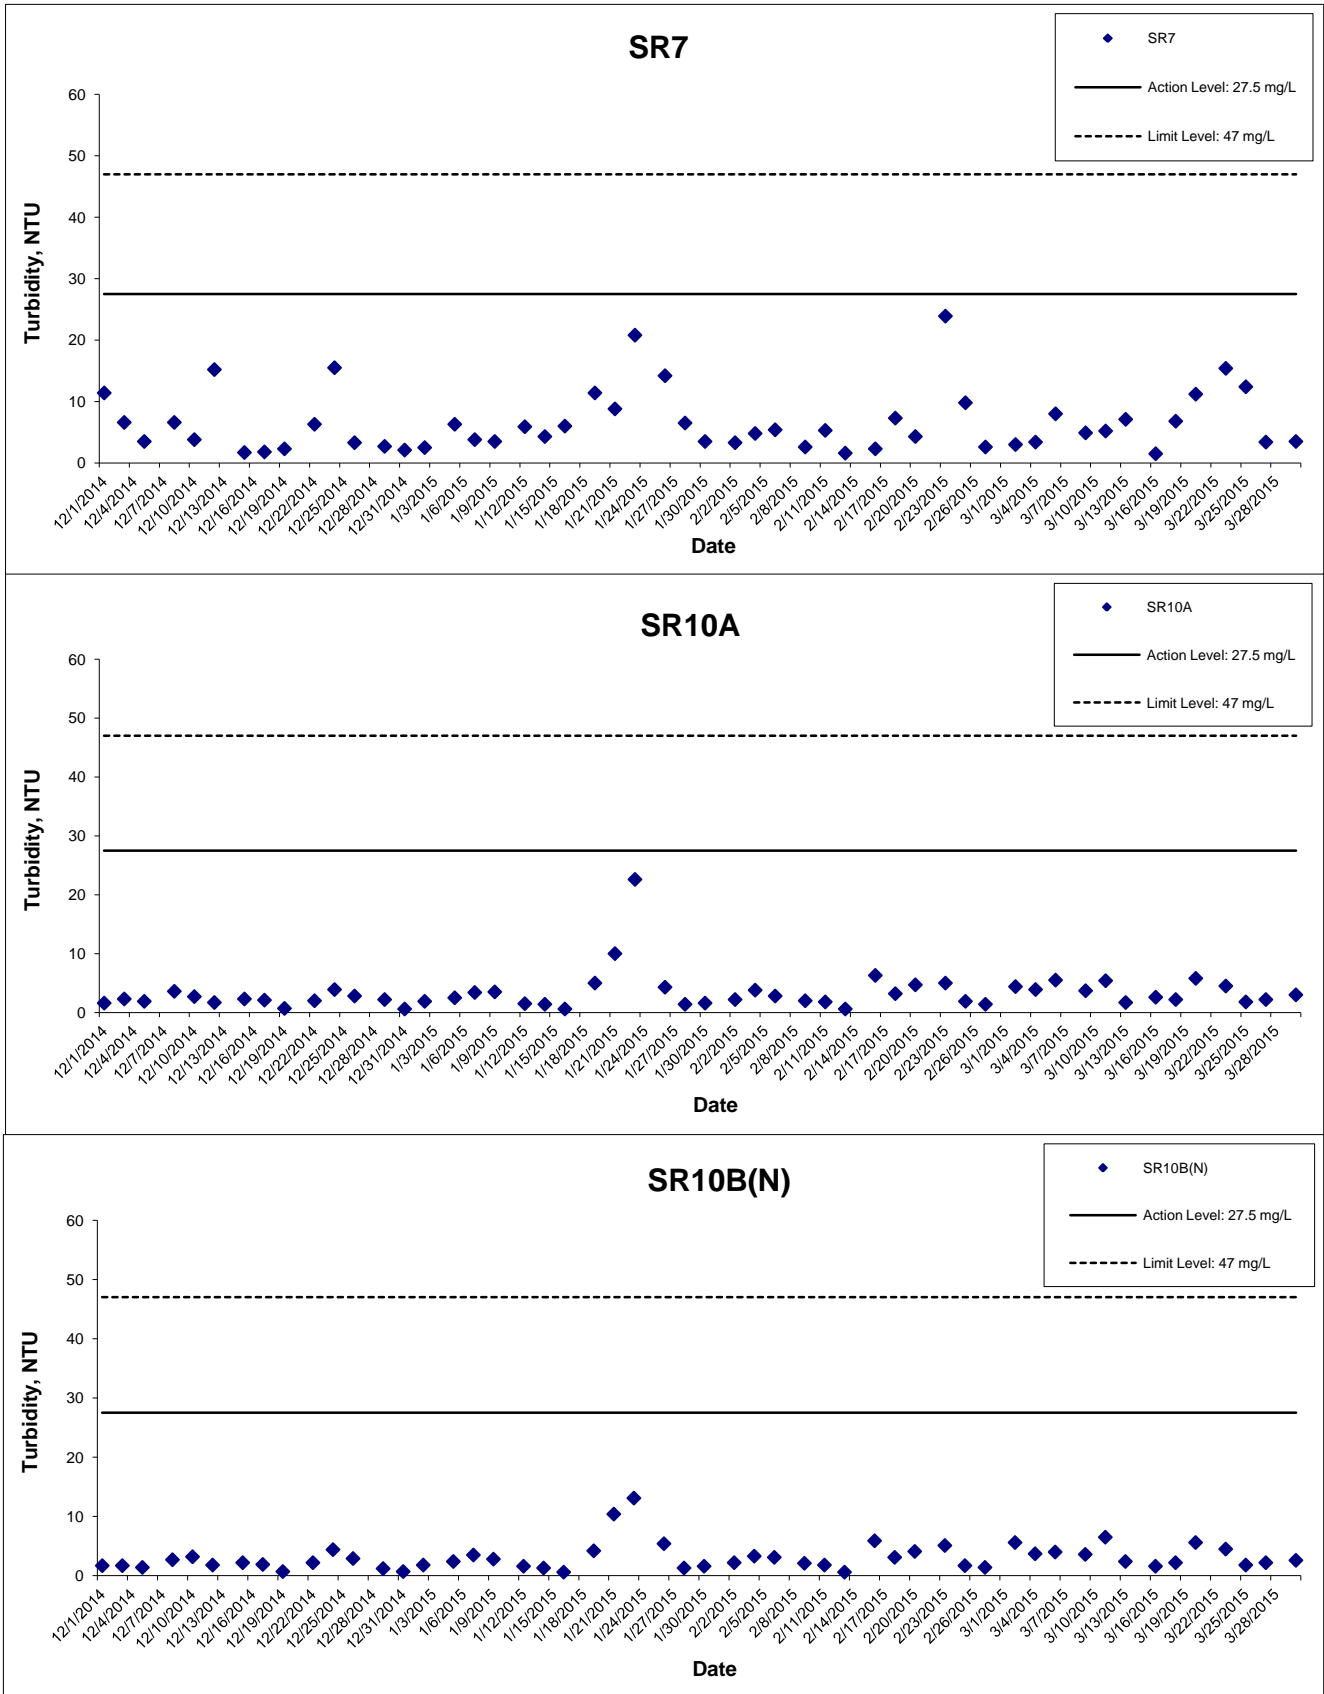 SR7
SR7
Action Level: 27.5 mg/L
Limit Level: 47 mg/L
Turbidity, NTU
60
50
40
30
20
10
0
12/1/2014 12/4/2014 12/7/2014 12/10/2014 12/13/2014 12/16/2014 12/19/2014 12/22/2014 12/25/2014 12/28/2014 12/31/2014 1/3/2015 1/6/2015 1/9/2015 1/12/2015 1/15/2015 1/18/2015 1/21/2015 1/24/2015 1/27/2015 1/30/2015 2/2/2015 2/5/2015 2/8/2015 2/11/2015 2/14/2015 2/17/2015 2/20/2015 2/23/2015 2/26/2015 3/1/2015 3/4/2015 3/7/2015 3/10/2015 3/13/2015 3/16/2015 3/19/2015 3/22/2015 3/25/2015 3/28/2015
Date
SR10A
SR10A
Action Level: 27.5 mg/L
Limit Level: 47 mg/L
Turbidity, NTU
60
50
40
30
20
10
0
12/1/2014 12/4/2014 12/7/2014 12/10/2014 12/13/2014 12/16/2014 12/19/2014 12/22/2014 12/25/2014 12/28/2014 12/31/2014 1/3/2015 1/6/2015 1/9/2015 1/12/2015 1/15/2015 1/18/2015 1/21/2015 1/24/2015 1/27/2015 1/30/2015 2/2/2015 2/5/2015 2/8/2015 2/11/2015 2/14/2015 2/17/2015 2/20/2015 2/23/2015 2/26/2015 3/1/2015 3/4/2015 3/7/2015 3/10/2015 3/13/2015 3/16/2015 3/19/2015 3/22/2015 3/25/2015 3/28/2015
Date
SR10B(N)
SR10B(N)
Action Level: 27.5 mg/L
Limit Level: 47 mg/L
Turbidity, NTU
60
50
40
30
20
10
0
12/1/2014 12/4/2014 12/7/2014 12/10/2014 12/13/2014 12/16/2014 12/19/2014 12/22/2014 12/25/2014 12/28/2014 12/31/2014 1/3/2015 1/6/2015 1/9/2015 1/12/2015 1/15/2015 1/18/2015 1/21/2015 1/24/2015 1/27/2015 1/30/2015 2/2/2015 2/5/2015 2/8/2015 2/11/2015 2/14/2015 2/17/2015 2/20/2015 2/23/2015 2/26/2015 3/1/2015 3/4/2015 3/7/2015 3/10/2015 3/13/2015 3/16/2015 3/19/2015 3/22/2015 3/25/2015 3/28/2015
Date